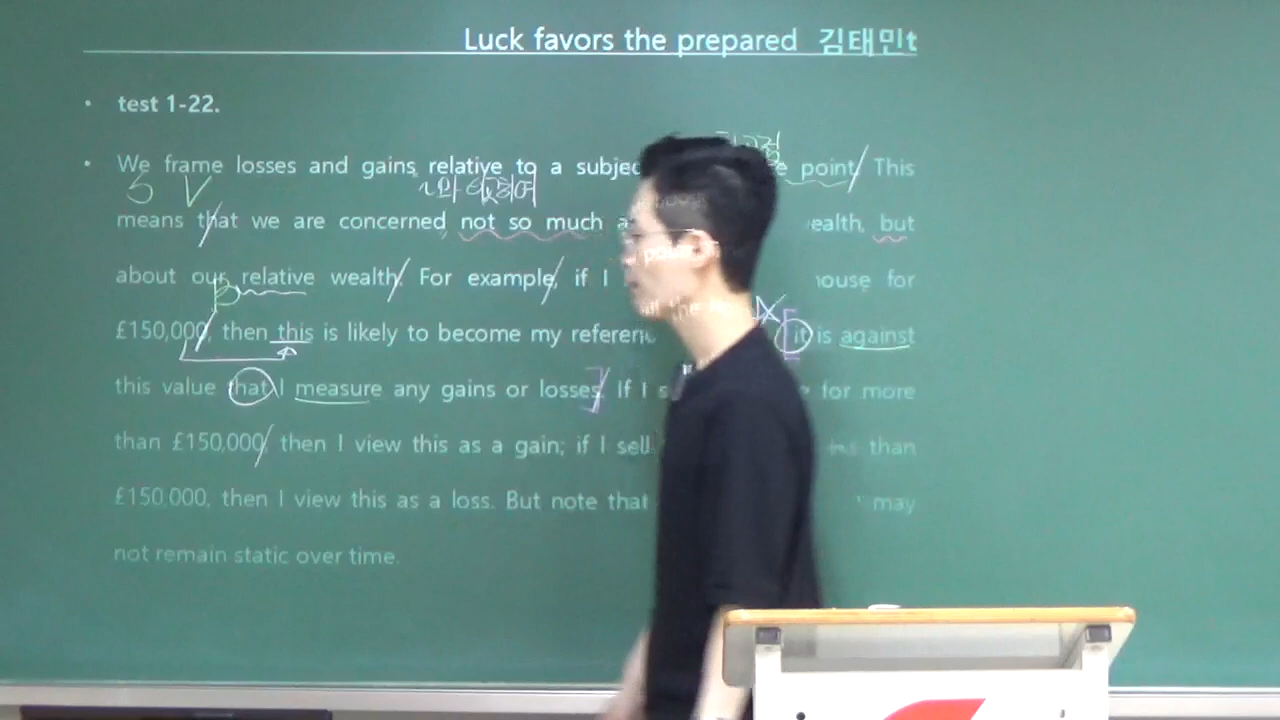 Luck favors the prepared 김태민t
• test 1-22.
• We frame losses and gains relative to a point. This
S V
means that we are concerned not so much but
about our relative wealth. For example, if I house for
£150,000, then this is likely to become my it is against
this value that I measure any gains or losses. If I for more
than £150,000, then I view this as a gain; if I sell than
£150,000, then I view this as a loss. But note that may
not remain static over time.